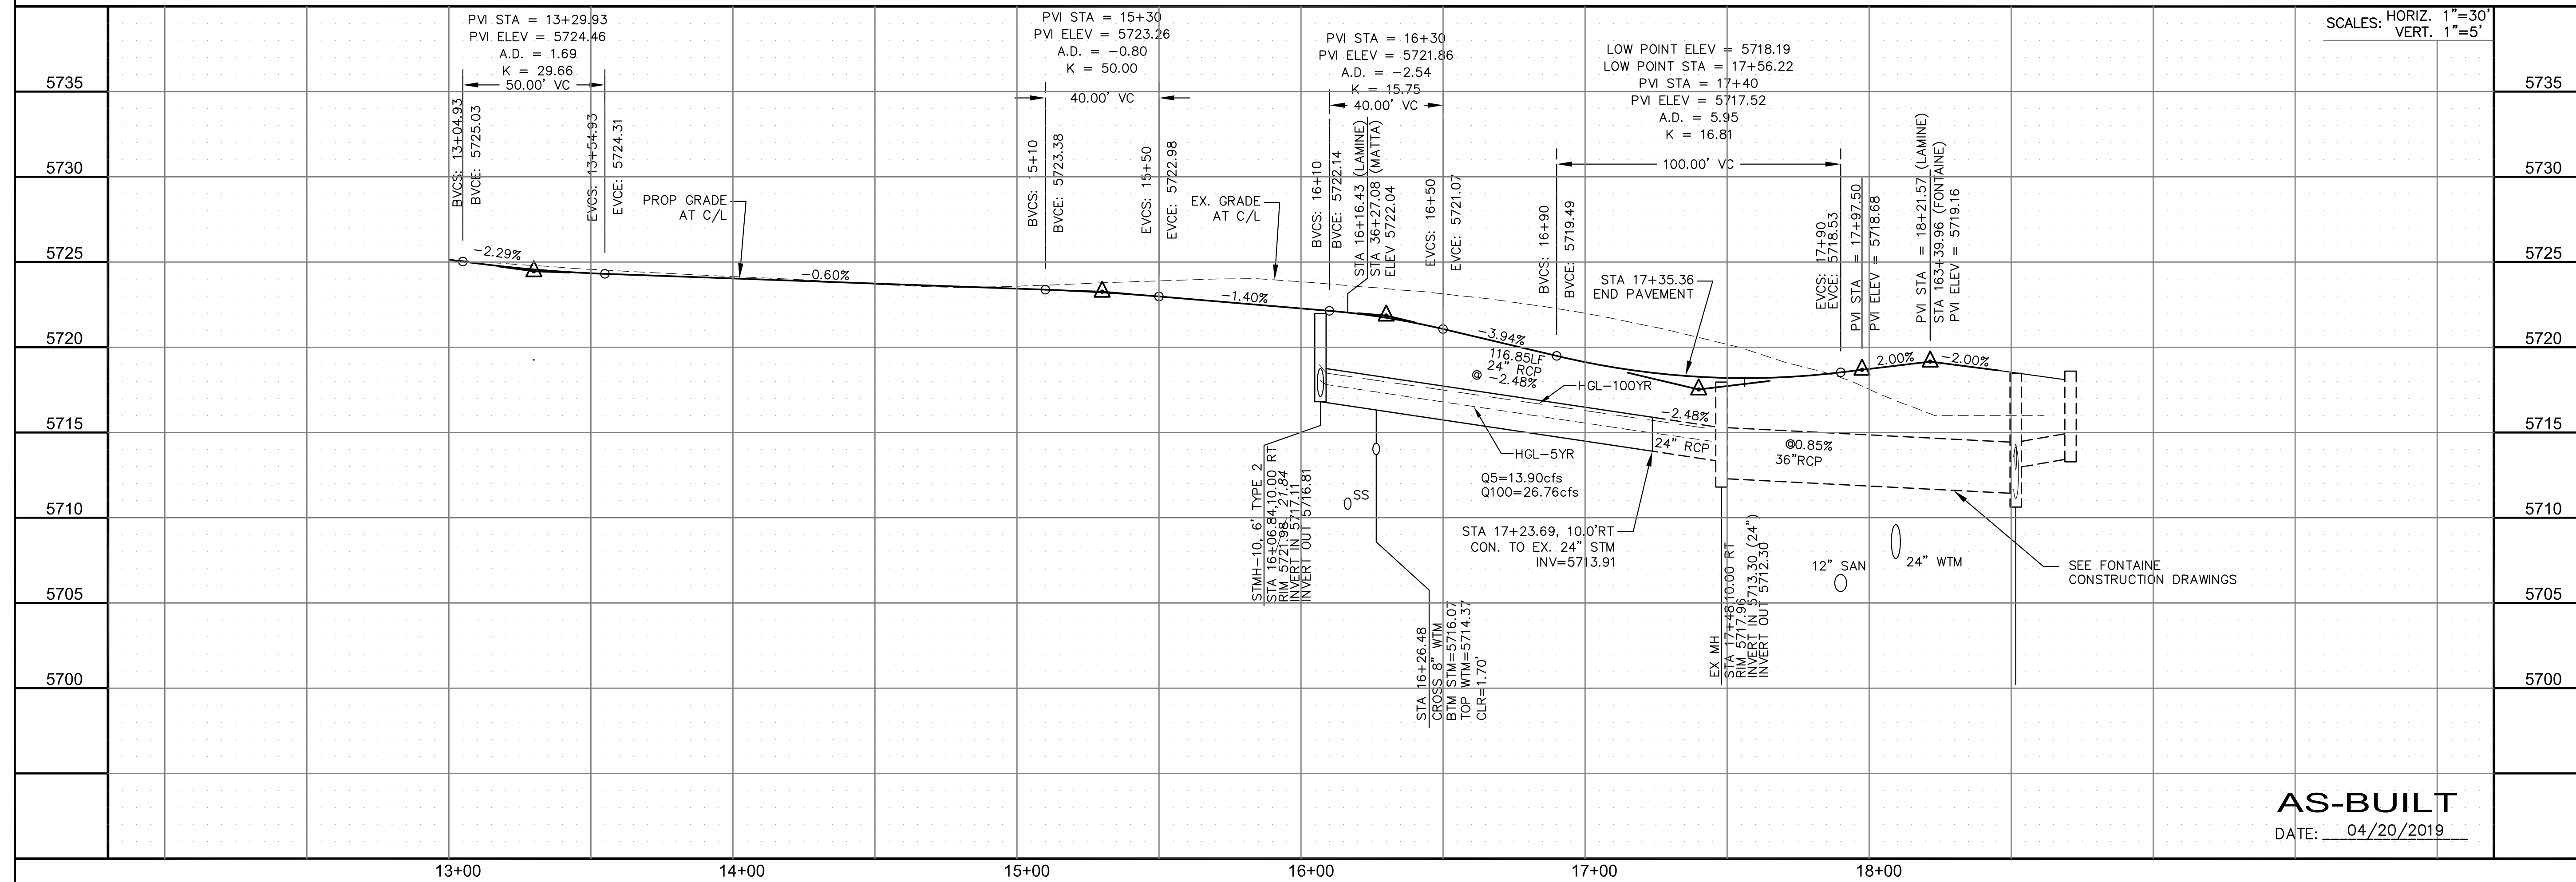 SCALES: HORIZ. 1"=30'
VERT. 1"=5'
PVI STA = 13+29.93
PVI ELEV = 5724.46
A.D. = 1.69
K = 29.66
50.00' VC
BVCS: 13+04.93
BVCE: 5725.03
EVCS: 13+54.93
EVCE: 5724.31
PVI STA = 15+30
PVI ELEV = 5723.26
A.D. = -0.80
K = 50.00
40.00' VC
BVCS: 15+10
BVCE: 5723.38
EVCS: 15+50
EVCE: 5722.98
PVI STA = 16+30
PVI ELEV = 5721.86
A.D. = -2.54
K = 15.75
40.00' VC
BVCS: 16+10
BVCE: 5722.14
STA 16+16.43 (LAMINE)
STA 36+27.08 (MATTA)
ELEV 5722.04
EVCS: 16+50
EVCE: 5721.07
LOW POINT ELEV = 5718.19
LOW POINT STA = 17+56.22
PVI STA = 17+40
PVI ELEV = 5717.52
A.D. = 5.95
K = 16.81
100.00' VC
BVCS: 16+90
BVCE: 5719.49
EVCS: 17+90
EVCE: 5718.53
PVI STA = 17+97.50
PVI ELEV = 5718.68
PVI STA = 18+21.57 (LAMINE)
STA 163+39.96 (FONTAINE)
PVI ELEV = 5719.16
PROP GRADE
AT C/L
EX. GRADE
AT C/L
STA 17+35.36
END PAVEMENT
-2.29%
-0.60%
-1.40%
-3.94%
2.00%
-2.00%
116.85LF
24" RCP
@ -2.48%
HGL-100YR
-2.48%
24" RCP
HGL-5YR
Q5=13.90cfs
Q100=26.76cfs
@0.85%
36"RCP
STMH-10, 6' TYPE 2
STA 16+06.84,10.00 RT
RIM 5721.98 21.84
INVERT IN 5717.11
INVERT OUT 5716.81
SS
STA 16+26.48
CROSS 8" WTM
BTM STM=5716.07
TOP WTM=5714.37
CLR=1.70'
STA 17+23.69, 10.0'RT
CON. TO EX. 24" STM
INV=5713.91
EX MH
STA 17+48,10.00 RT
RIM 5717.96
INVERT IN 5713.30 (24")
INVERT OUT 5712.30
12" SAN
24" WTM
SEE FONTAINE
CONSTRUCTION DRAWINGS
5735
5730
5725
5720
5715
5710
5705
5700
5735
5730
5725
5720
5715
5710
5705
5700
AS-BUILT
DATE: 04/20/2019
13+00
14+00
15+00
16+00
17+00
18+00